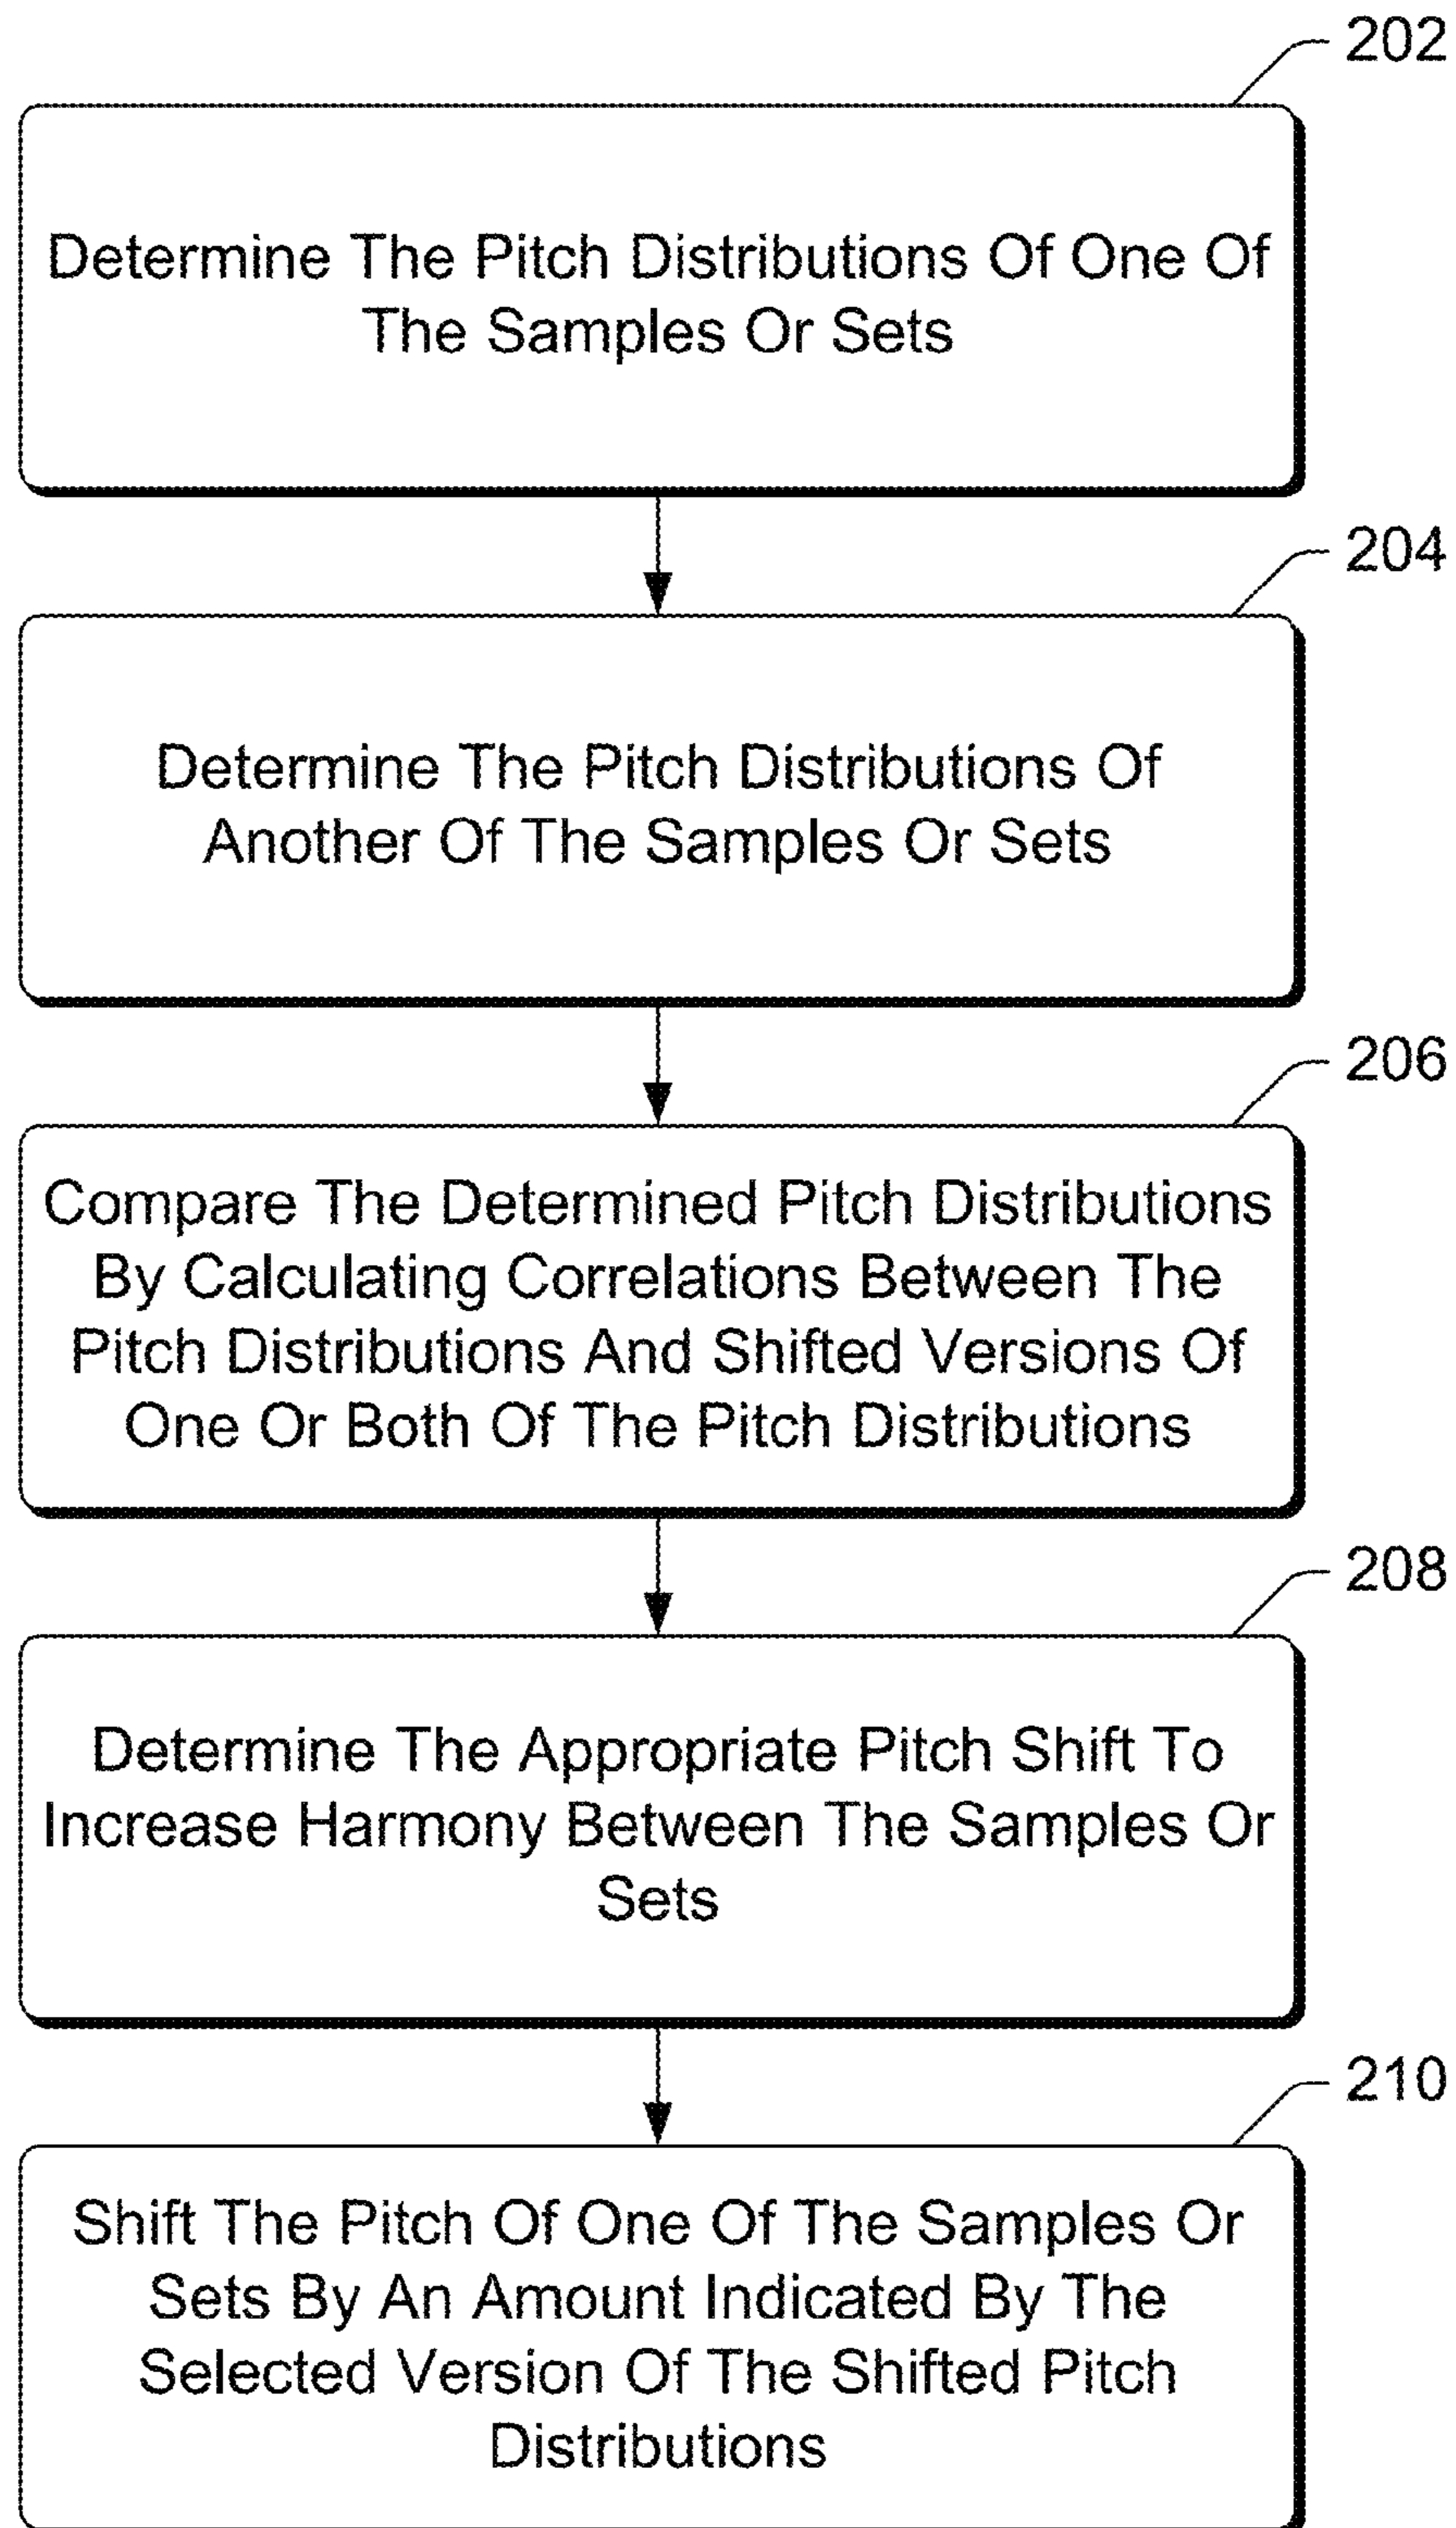 202
Determine The Pitch Distributions Of One Of
The Samples Or Sets
204
Determine The Pitch Distributions Of
Another Of The Samples Or Sets
206
Compare The Determined Pitch Distributions
By Calculating Correlations Between The
Pitch Distributions And Shifted Versions Of
One Or Both Of The Pitch Distributions
208
Determine The Appropriate Pitch Shift To
Increase Harmony Between The Samples Or
Sets
210
Shift The Pitch Of One Of The Samples Or
Sets By An Amount Indicated By The
Selected Version Of The Shifted Pitch
Distributions